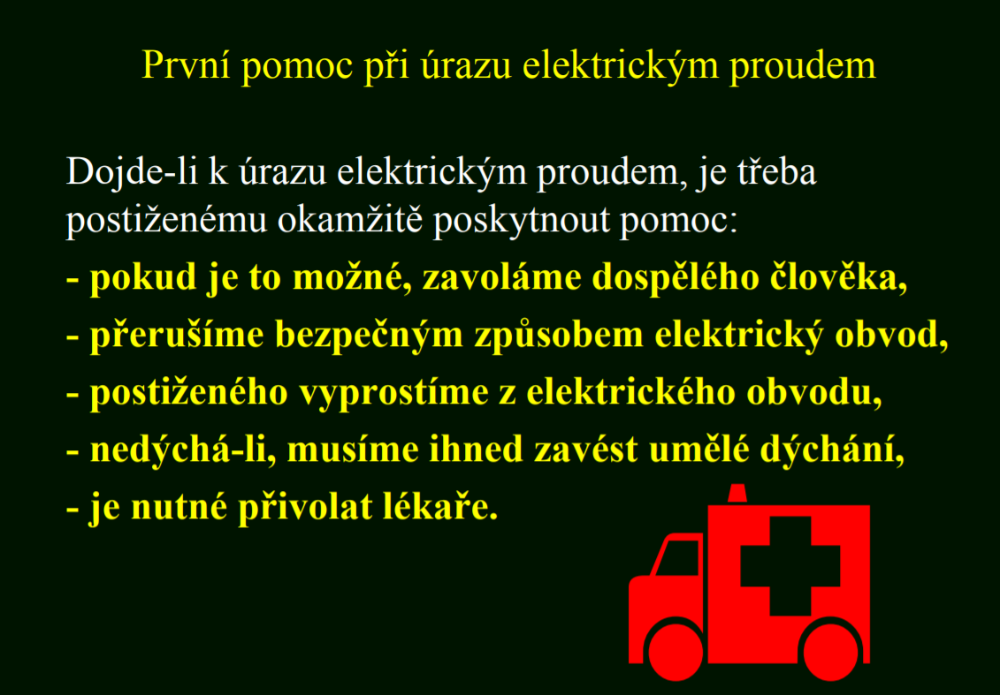 První pomoc při úrazu elektrickým proudem
Dojde-li k úrazu elektrickým proudem, je třeba
postiženému okamžitě poskytnout pomoc:
- pokud je to možné, zavoláme dospělého člověka,
- přerušíme bezpečným způsobem elektrický obvod,
- postiženého vyprostíme z elektrického obvodu,
- nedýchá-li, musíme ihned zavést umělé dýchání,
- je nutné přivolat lékaře.